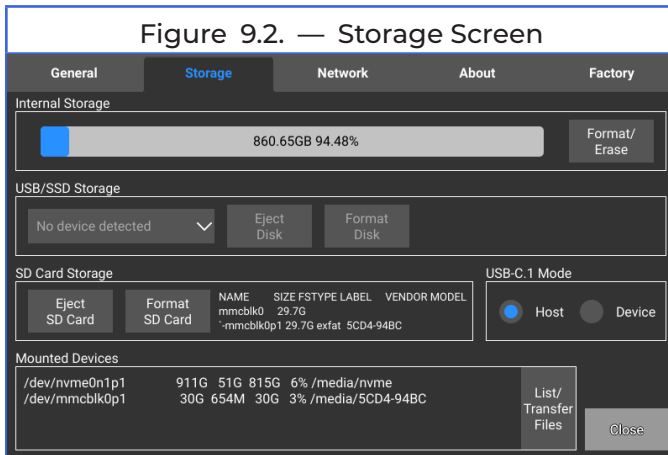 Figure 9.2. — Storage Screen
General Storage Network About Factory
Internal Storage
860.65GB 94.48%
Format/
Erase
USB/SSD Storage
No device detected
Eject
Disk
Format
Disk
SD Card Storage
Eject
SD Card
Format
SD Card
NAME SIZE FSTYPE LABEL VENDOR MODEL
mmcblk0 29.7G
`-mmcblk0p1 29.7G exfat 5CD4-94BC
USB-C.1 Mode
Host Device
Mounted Devices
/dev/nvme0n1p1 911G 51G 815G 6% /media/nvme
/dev/mmcblk0p1 30G 654M 30G 3% /media/5CD4-94BC
List/
Transfer
Files
Close